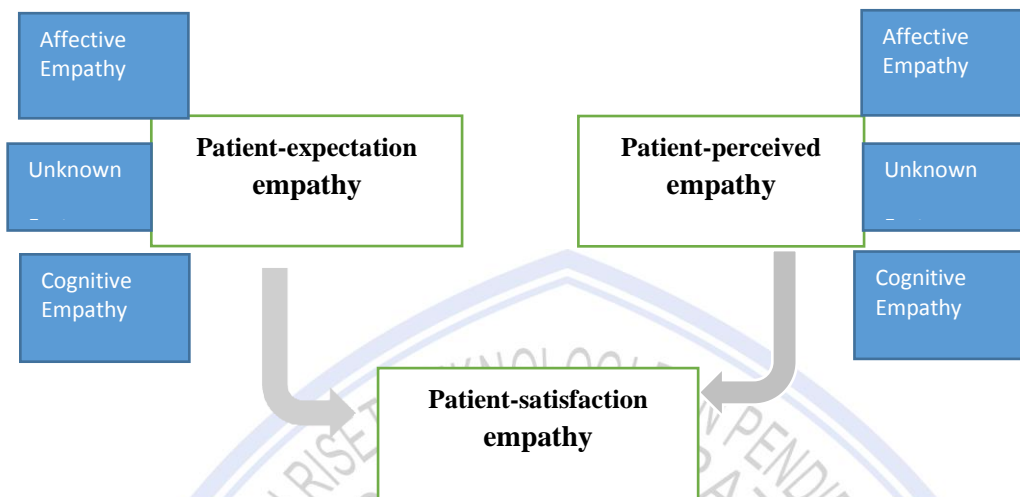 Affective
Empathy
Unknown
Cognitive
Empathy
Patient-expectation
empathy
Patient-perceived
empathy
Affective
Empathy
Unknown
Cognitive
Empathy
Patient-satisfaction
empathy